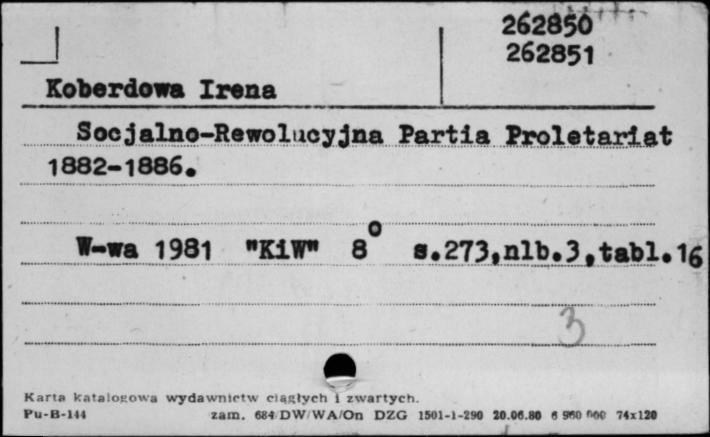 262850
262851
Koberdowa Irena
Socjalno-Rewolucyjna Partia Proletariat
1882-1886.
W-wa 1981 "KiW" 8° s.273,nlb.3,tabl.16
3
Karta katalogowa wydawnictw ciągłych i zwartych.
Pu-B-144 zam. 684/DW/WA/On DZG 1501-1-290 20.06.80 6 960 000 74x120